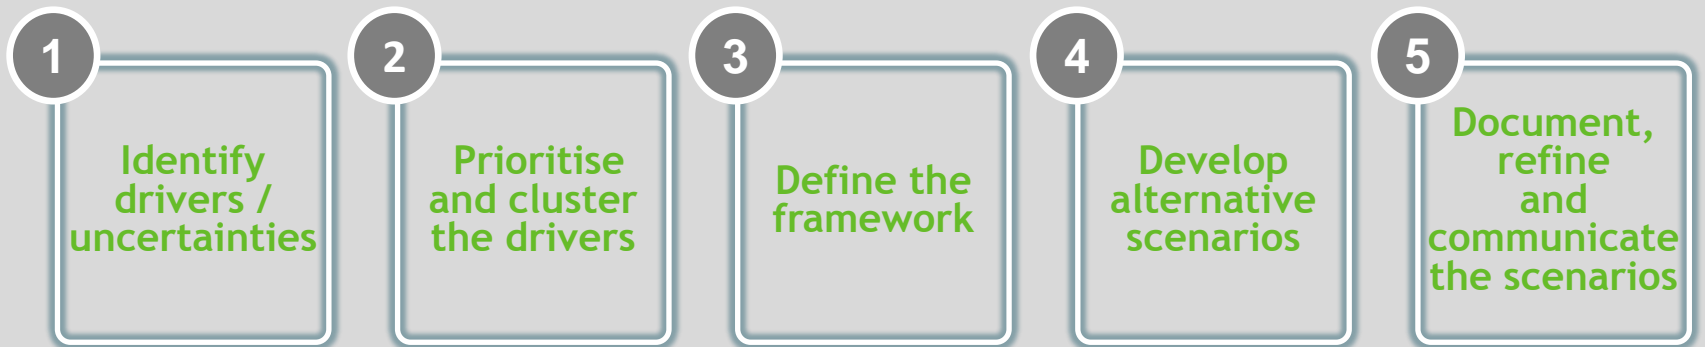 1
Identify
drivers /
uncertainties
2
Prioritise
and cluster
the drivers
3
Define the
framework
4
Develop
alternative
scenarios
5
Document,
refine
and
communicate
the scenarios